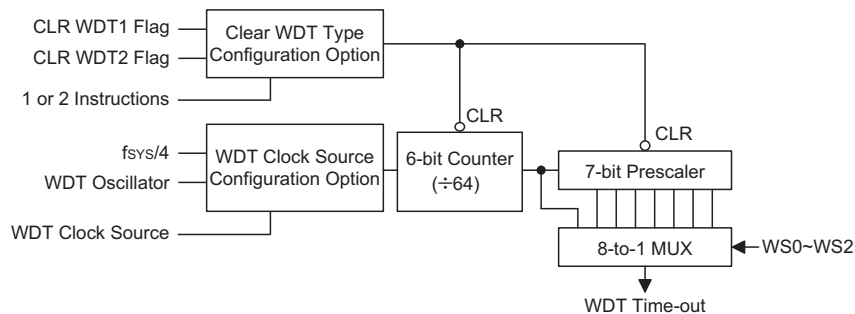 CLR WDT1 Flag
CLR WDT2 Flag
1 or 2 Instructions
Clear WDT Type
Configuration Option
CLR
CLR
fSYS/4
WDT Oscillator
WDT Clock Source
WDT Clock Source
Configuration Option
6-bit Counter
(÷64)
7-bit Prescaler
8-to-1 MUX
WS0~WS2
WDT Time-out